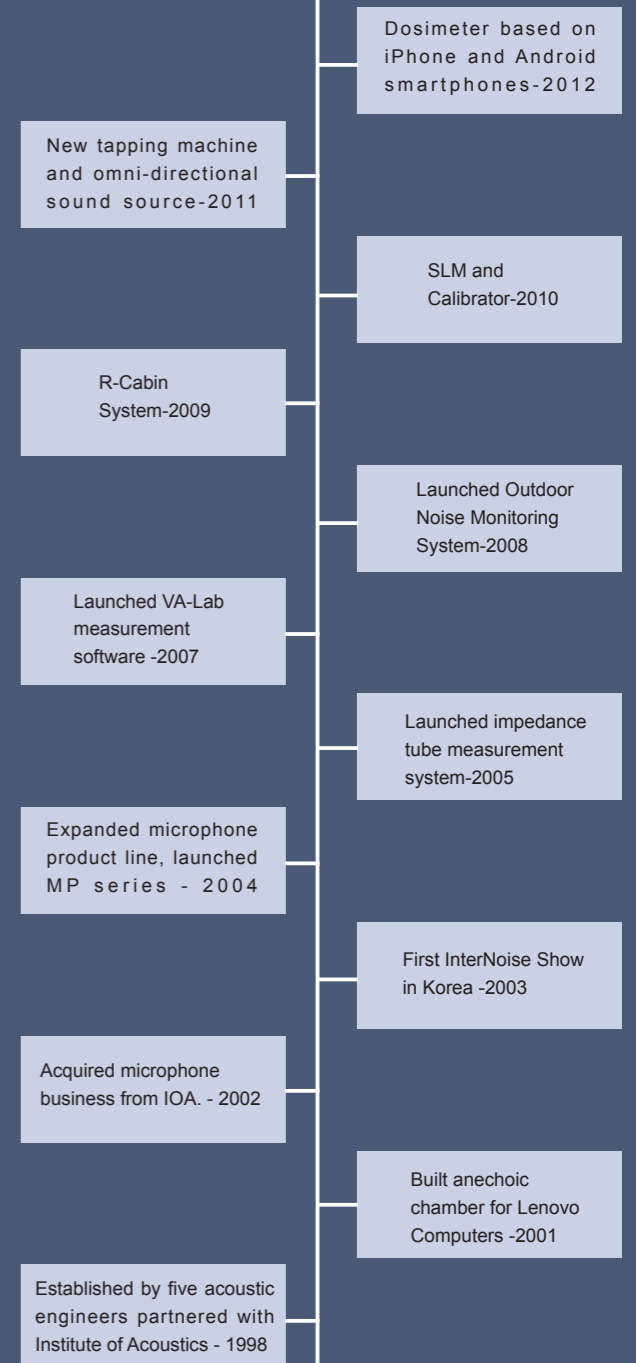 Dosimeter based on
iPhone and Android
smartphones-2012
New tapping machine
and omni-directional
sound source-2011
SLM and
Calibrator-2010
R-Cabin
System-2009
Launched Outdoor
Noise Monitoring
System-2008
Launched VA-Lab
measurement
software -2007
Launched impedance
tube measurement
system-2005
Expanded microphone
product line, launched
MP series - 2004
First InterNoise Show
in Korea -2003
Acquired microphone
business from IOA. - 2002
Built anechoic
chamber for Lenovo
Computers -2001
Established by five acoustic
engineers partnered with
Institute of Acoustics - 1998